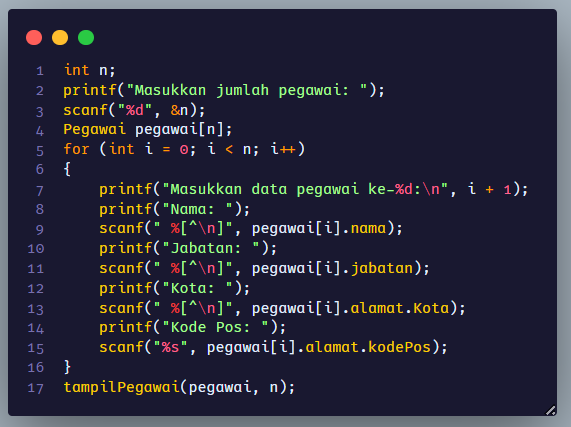 1 int n;
2 printf("Masukkan jumlah pegawai: ");
3 scanf("%d", &n);
4 Pegawai pegawai[n];
5 for (int i = 0; i < n; i++)
6 {
7     printf("Masukkan data pegawai ke-%d:\n", i + 1);
8     printf("Nama: ");
9     scanf(" %[^\n]", pegawai[i].nama);
10     printf("Jabatan: ");
11     scanf(" %[^\n]", pegawai[i].jabatan);
12     printf("Kota: ");
13     scanf(" %[^\n]", pegawai[i].alamat.Kota);
14     printf("Kode Pos: ");
15     scanf("%s", pegawai[i].alamat.kodePos);
16 }
17 tampilPegawai(pegawai, n);